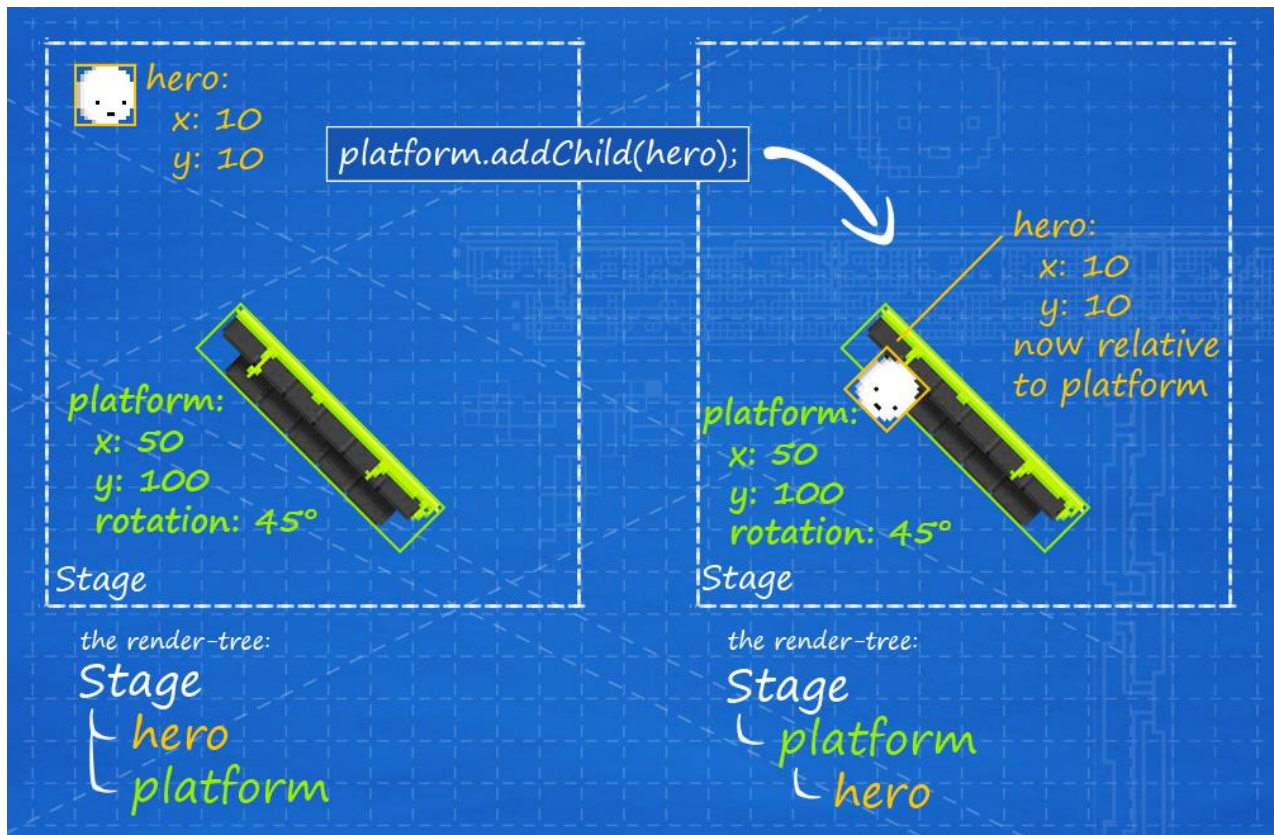 hero:
x: 10
y: 10
platform.addChild(hero);
platform:
x: 50
y: 100
rotation: 45°
Stage
the render-tree:
Stage
hero
platform
hero:
x: 10
y: 10
now relative
to platform
platform:
x: 50
y: 100
rotation: 45°
Stage
the render-tree:
Stage
platform
hero